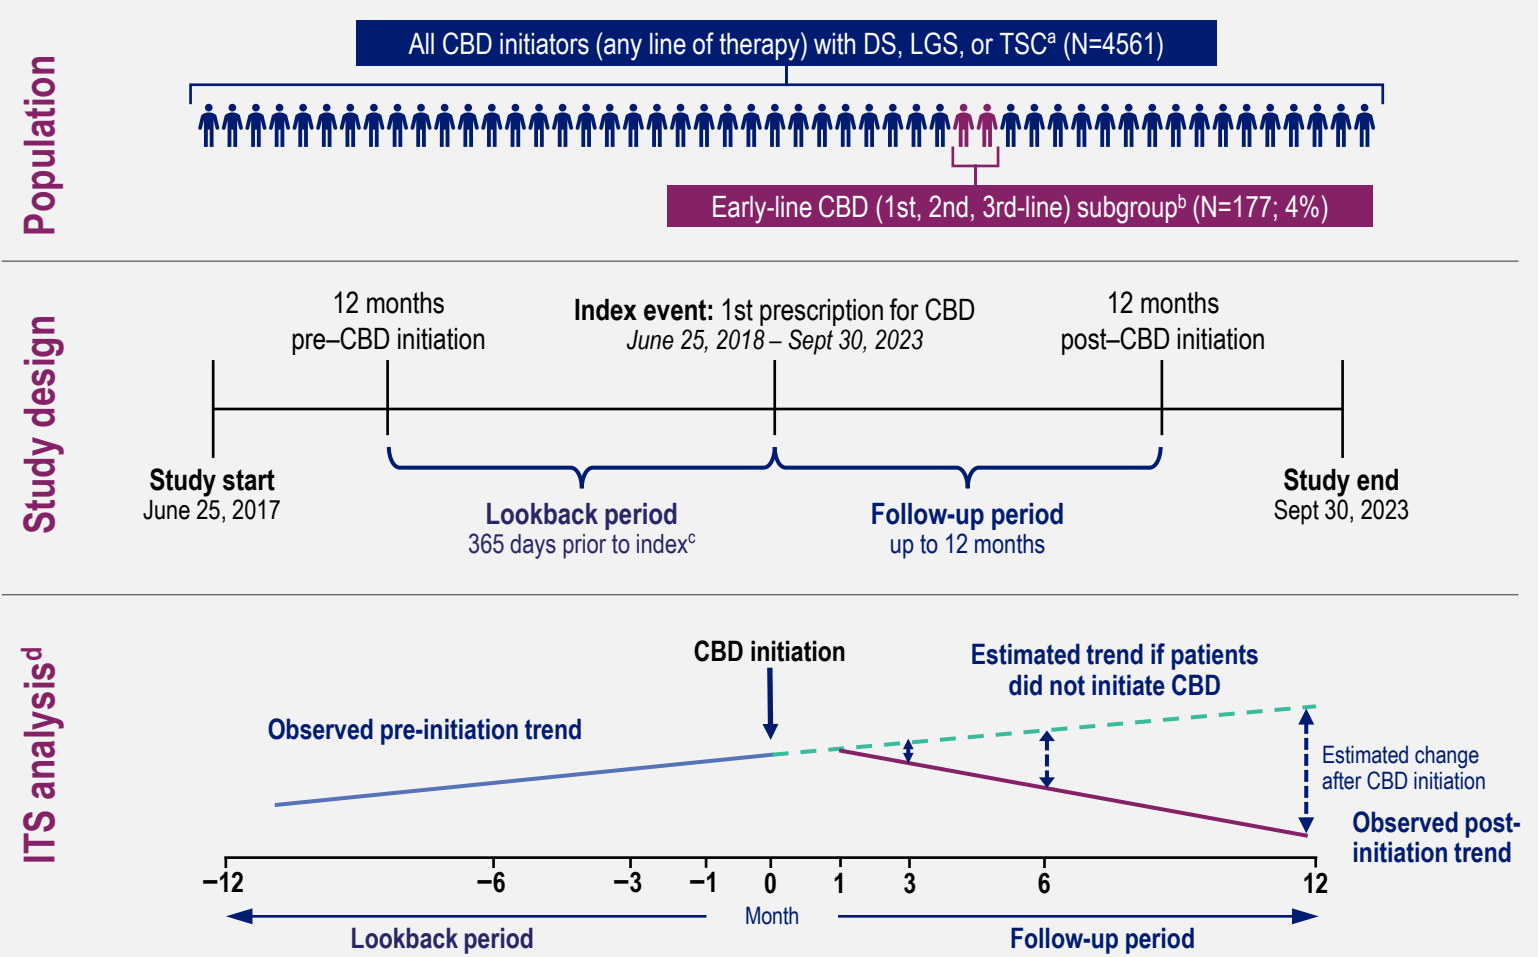 Population
All CBD initiators (any line of therapy) with DS, LGS, or TSCᵃ (N=4561)
Early-line CBD (1st, 2nd, 3rd-line) subgroupᵇ (N=177; 4%)
Study design
12 months
pre–CBD initiation
Index event: 1st prescription for CBD
June 25, 2018 – Sept 30, 2023
12 months
post–CBD initiation
Study start
June 25, 2017
Lookback period
365 days prior to indexᶜ
Follow-up period
up to 12 months
Study end
Sept 30, 2023
ITS analysisᵈ
CBD initiation
Estimated trend if patients
did not initiate CBD
Observed pre-initiation trend
Estimated change
after CBD initiation
Observed post-
initiation trend
−12 −6 −3 −1 0 1 3 6 12
Month
Lookback period
Follow-up period